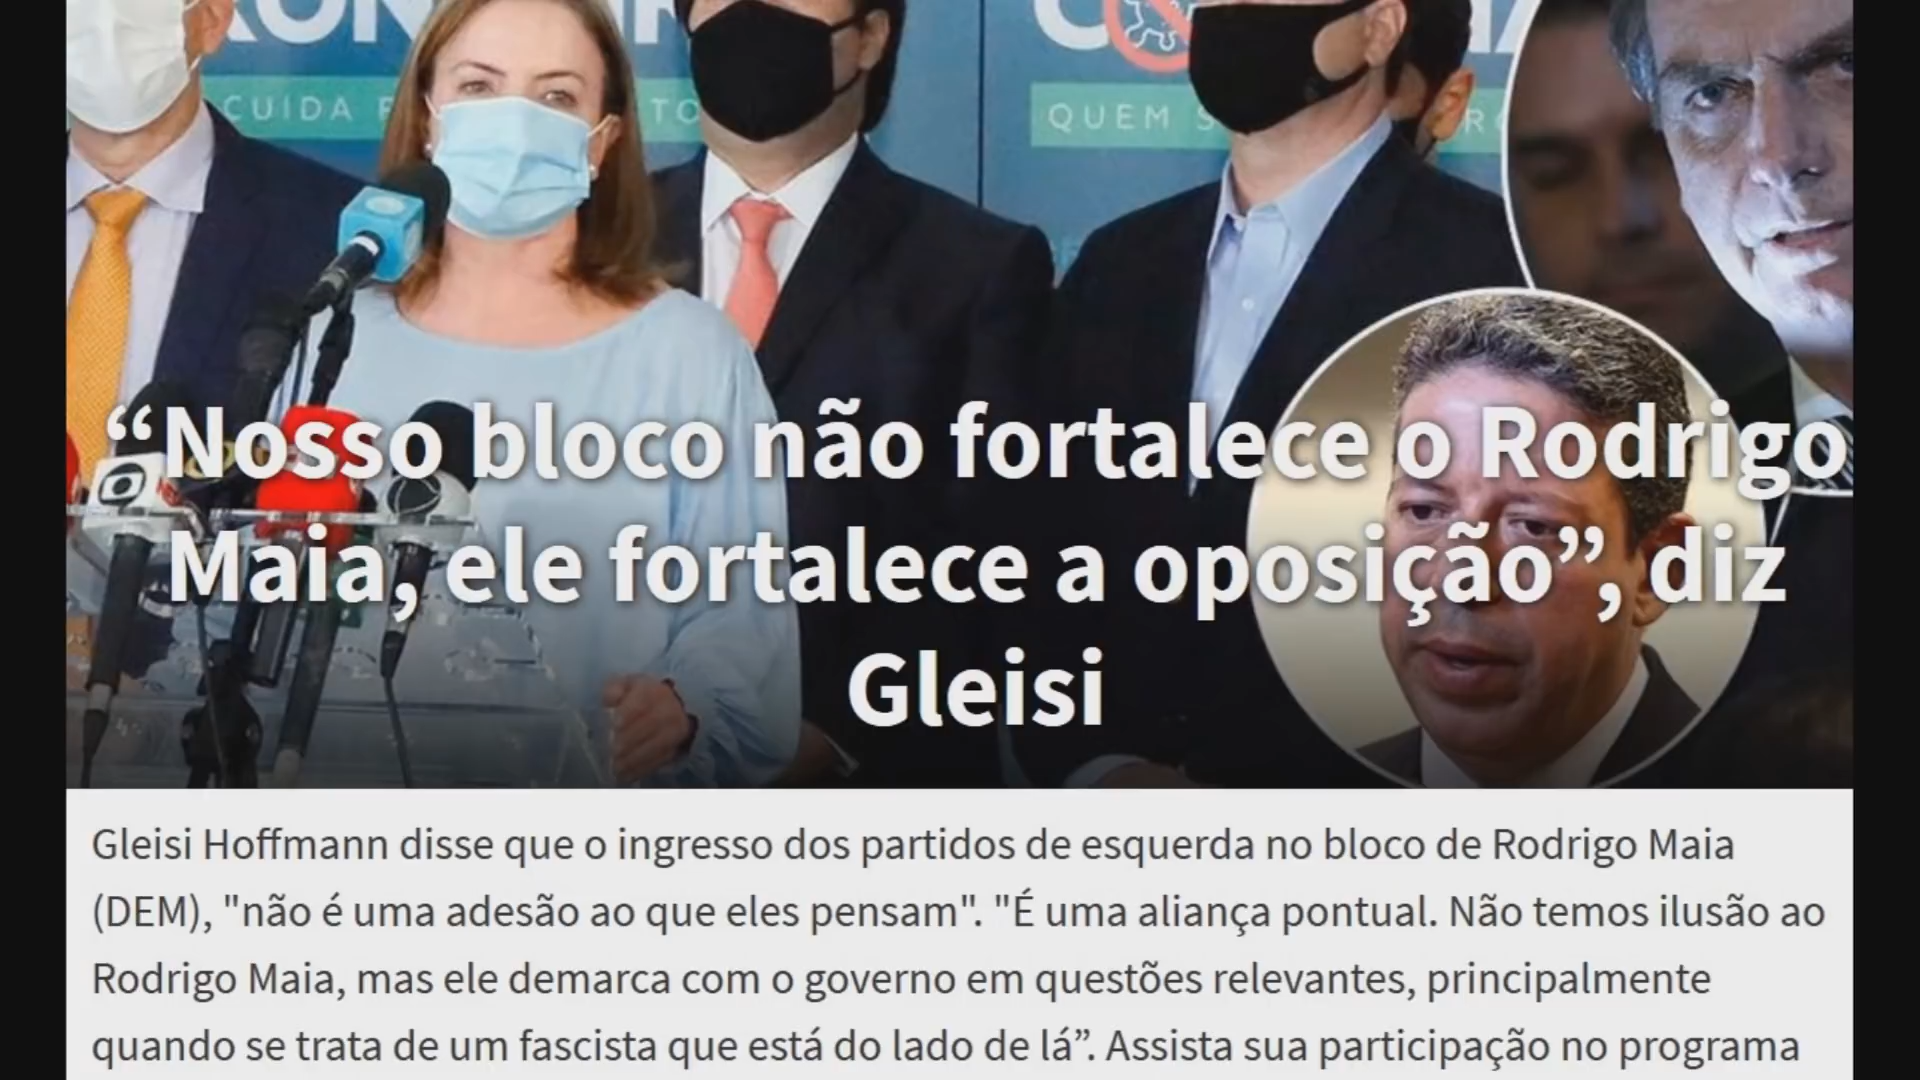 CUIDA
QUEM S
“Nosso bloco não fortalece o Rodrigo
Maia, ele fortalece a oposição”, diz
Gleisi
Gleisi Hoffmann disse que o ingresso dos partidos de esquerda no bloco de Rodrigo Maia
(DEM), "não é uma adesão ao que eles pensam". "É uma aliança pontual. Não temos ilusão ao
Rodrigo Maia, mas ele demarca com o governo em questões relevantes, principalmente
quando se trata de um fascista que está do lado de lá”. Assista sua participação no programa